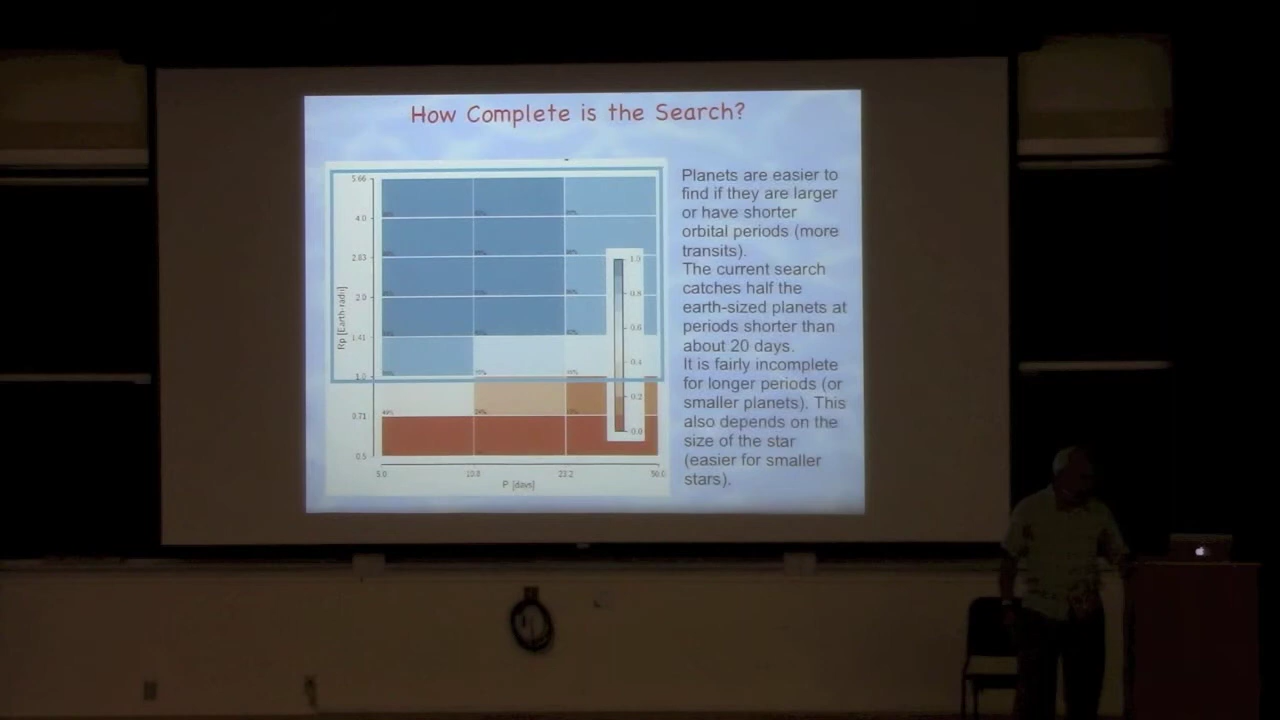 How Complete is the Search?
Planets are easier to
find if they are larger
or have shorter
orbital periods (more
transits).
The current search
catches half the
earth-sized planets at
periods shorter than
about 20 days.
It is fairly incomplete
for longer periods (or
smaller planets). This
also depends on the
size of the star
(easier for smaller
stars).
5.66
4.0
2.83
2.0
1.41
1.0
0.71
0.5
Rp [Earth-radii]
1.0
0.8
0.6
0.4
0.2
0.0
5.0
23.2
50.0
P [days]